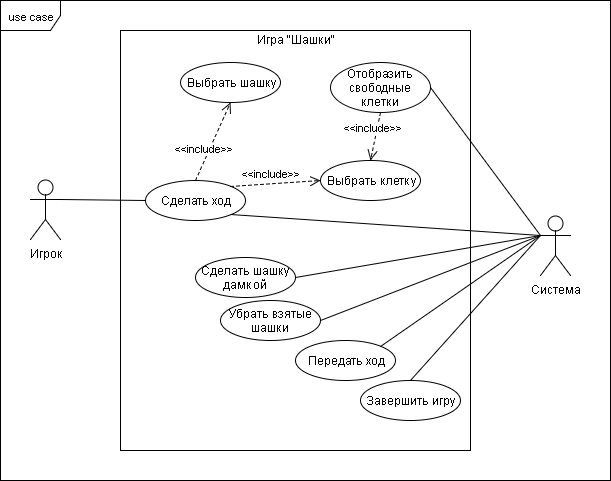 use case
Игра "Шашки"
Выбрать шашку
Отобразить
свободные
клетки
<<include>>
<<include>>
<<include>>
Выбрать клетку
Сделать ход
Игрок
Сделать шашку
дамкой
Система
Убрать взятые
шашки
Передать ход
Завершить игру